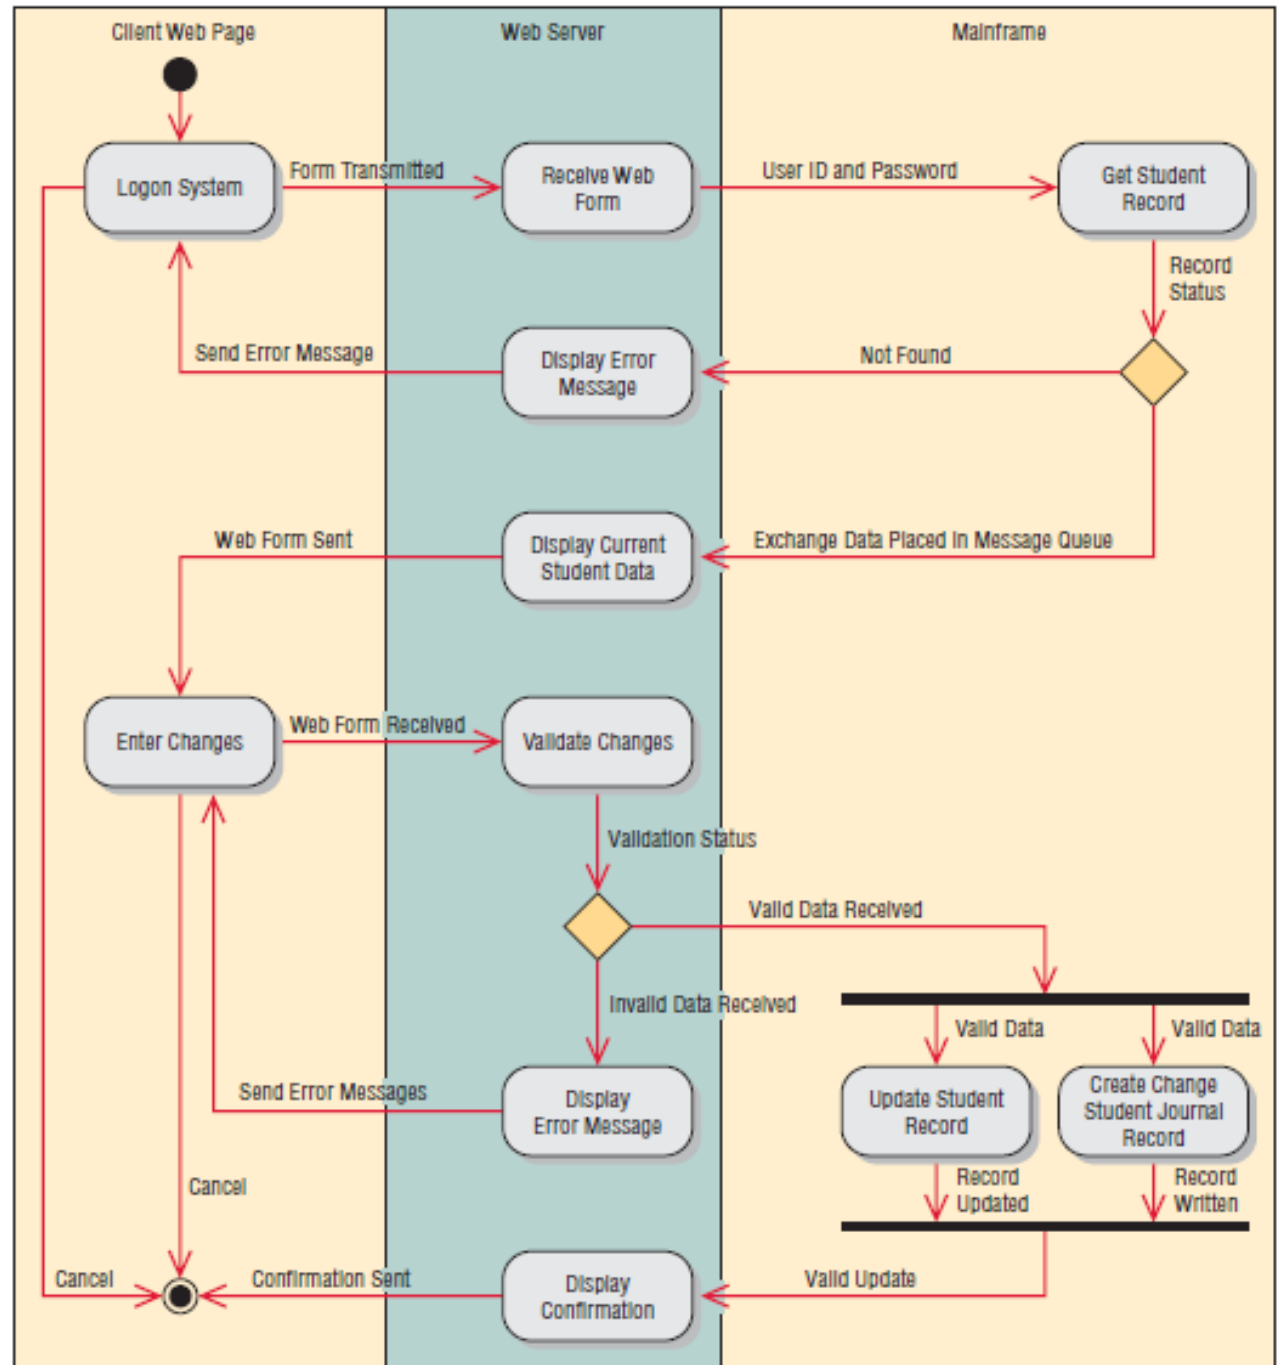 Client Web Page
Web Server
Mainframe
Logon System
Form Transmitted
Receive Web
Form
User ID and Password
Get Student
Record
Record
Status
Send Error Message
Display Error
Message
Not Found
Web Form Sent
Display Current
Student Data
Exchange Data Placed In Message Queue
Enter Changes
Web Form Received
Validate Changes
Validation Status
Valid Data Received
Invalid Data Received
Valid Data
Valid Data
Send Error Messages
Display
Error Message
Update Student
Record
Create Change
Student Journal
Record
Cancel
Record
Updated
Record
Written
Cancel
Confirmation Sent
Display
Confirmation
Valid Update